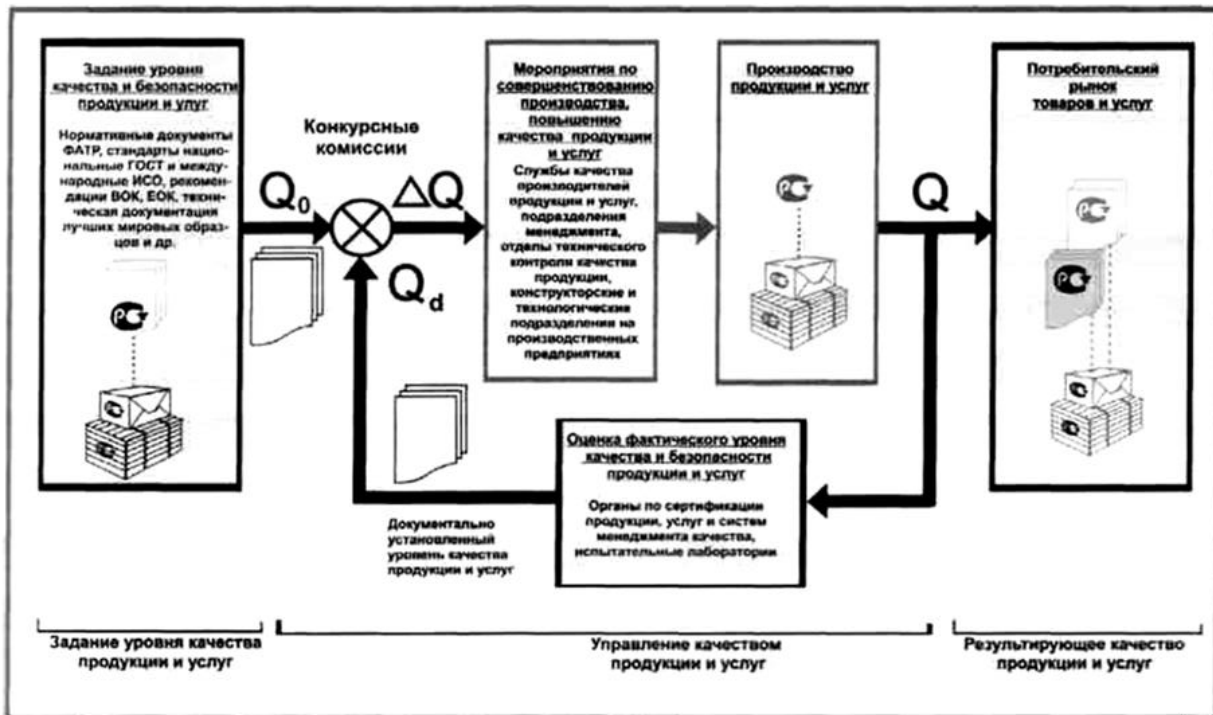 Задание уровня
качества и безопасности
продукции и улуг
Нормативные документы
ФАТР, стандарты нацио-
нальные ГОСТ и между-
народные ИСО, рекомен-
дации ВОК, ЕОК, техни-
ческая документация
лучших мировых образ-
цов и др.
Q0
Конкурсные
комиссии
△Q
Qd
Мероприятия по
совершенствованию
производства,
повышению
качества продукции
и услуг
Службы качества
производителей
продукции и услуг,
подразделения
менеджмента,
отделы технического
контроля качества
продукции,
конструкторские и
технологические
подразделения на
производственных
предприятиях
Производство
продукции и услуг
Q
Потребительский
рынок
товаров и услуг
Оценка фактического уровня
качества и безопасности
продукции и услуг
Органы по сертификации
продукции, услуг и систем
менеджмента качества,
испытательные лаборатории
Документально
установленный
уровень качества
продукции и услуг
Задание уровня качества
продукции и услуг
Управление качеством
продукции и услуг
Результирующее качество
продукции и услуг